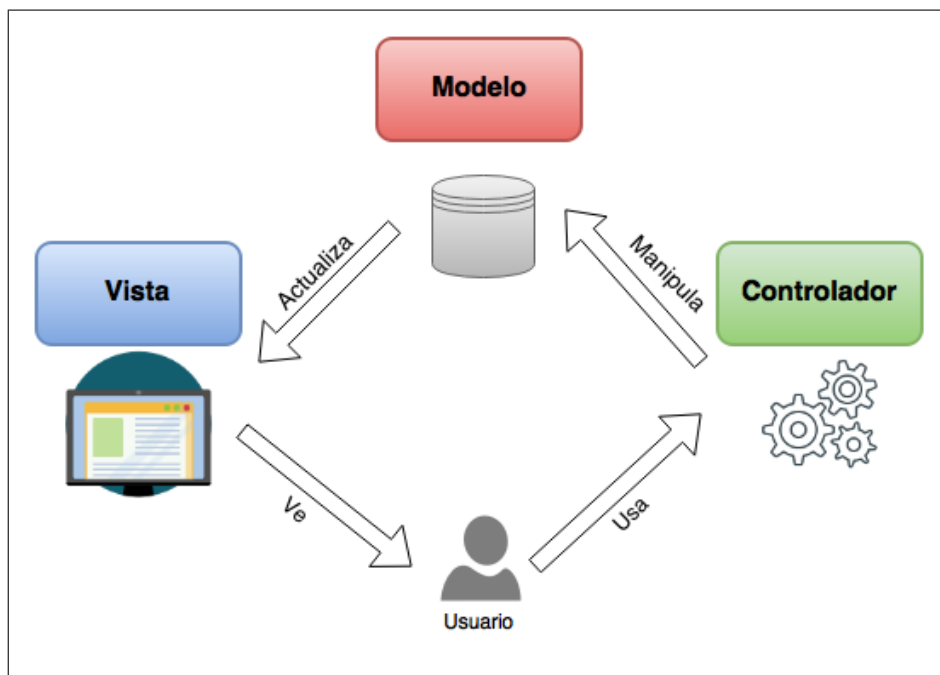 Modelo
Actualiza
Manipula
Vista
Controlador
Ve
Usa
Usuario